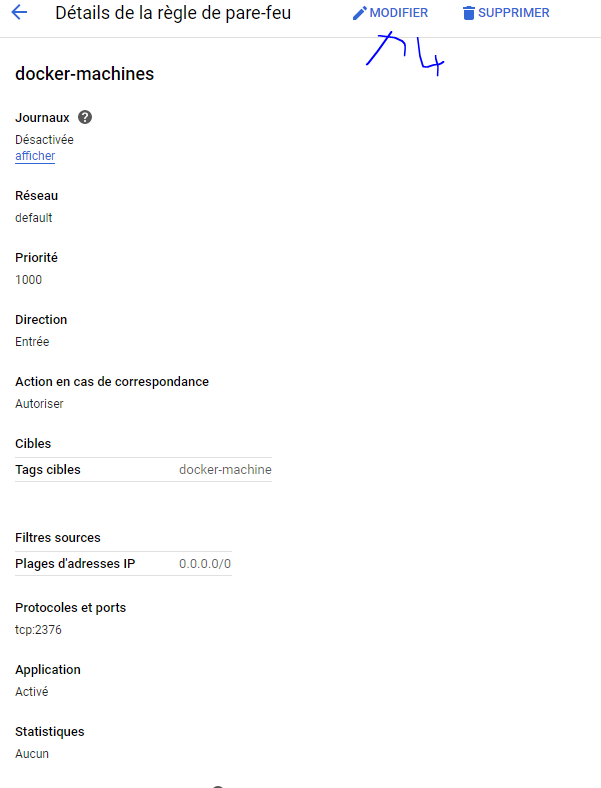 Détails de la règle de pare-feu MODIFIER SUPPRIMER
4
docker-machines
Journaux ?
Désactivée
afficher
Réseau
default
Priorité
1000
Direction
Entrée
Action en cas de correspondance
Autoriser
Cibles
Tags cibles docker-machine
Filtres sources
Plages d'adresses IP 0.0.0.0/0
Protocoles et ports
tcp:2376
Application
Activé
Statistiques
Aucun